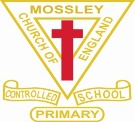 MOSSLEY
CHURCH OF ENGLAND
CONTROLLED SCHOOL
PRIMARY